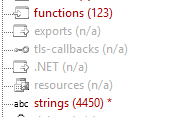 functions (123)
exports (n/a)
tls-callbacks (n/a)
.NET (n/a)
resources (n/a)
abc strings (4450) *